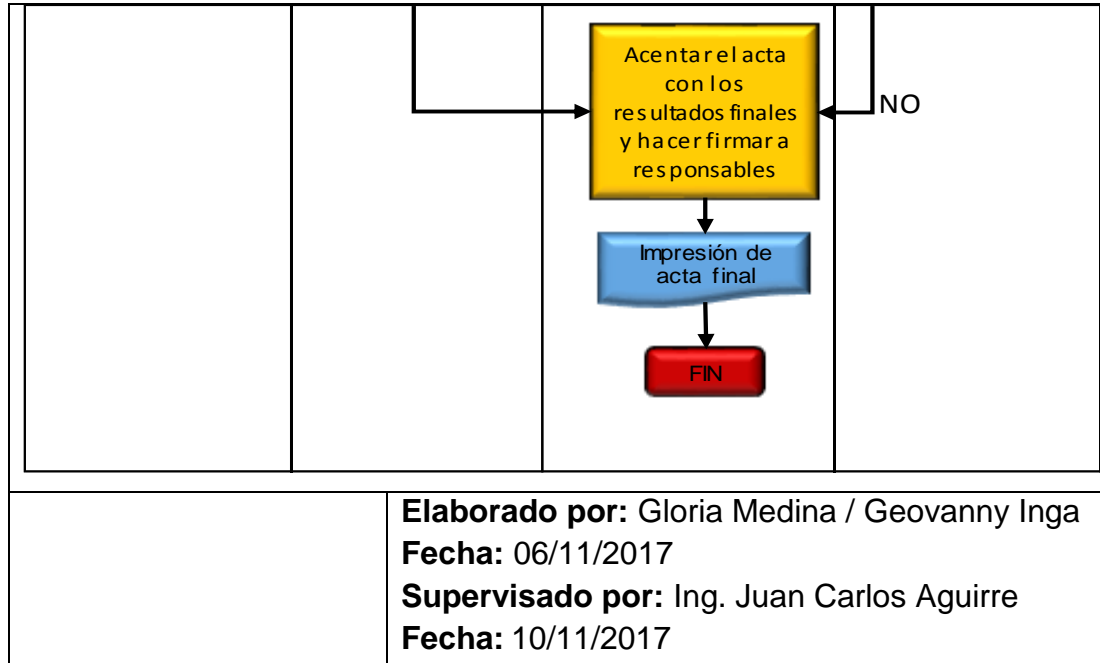 Acentar el acta
con los
resultados finales
y hacer firmar a
responsables
NO
Impresión de
acta final
FIN
Elaborado por: Gloria Medina / Geovanny Inga
Fecha: 06/11/2017
Supervisado por: Ing. Juan Carlos Aguirre
Fecha: 10/11/2017